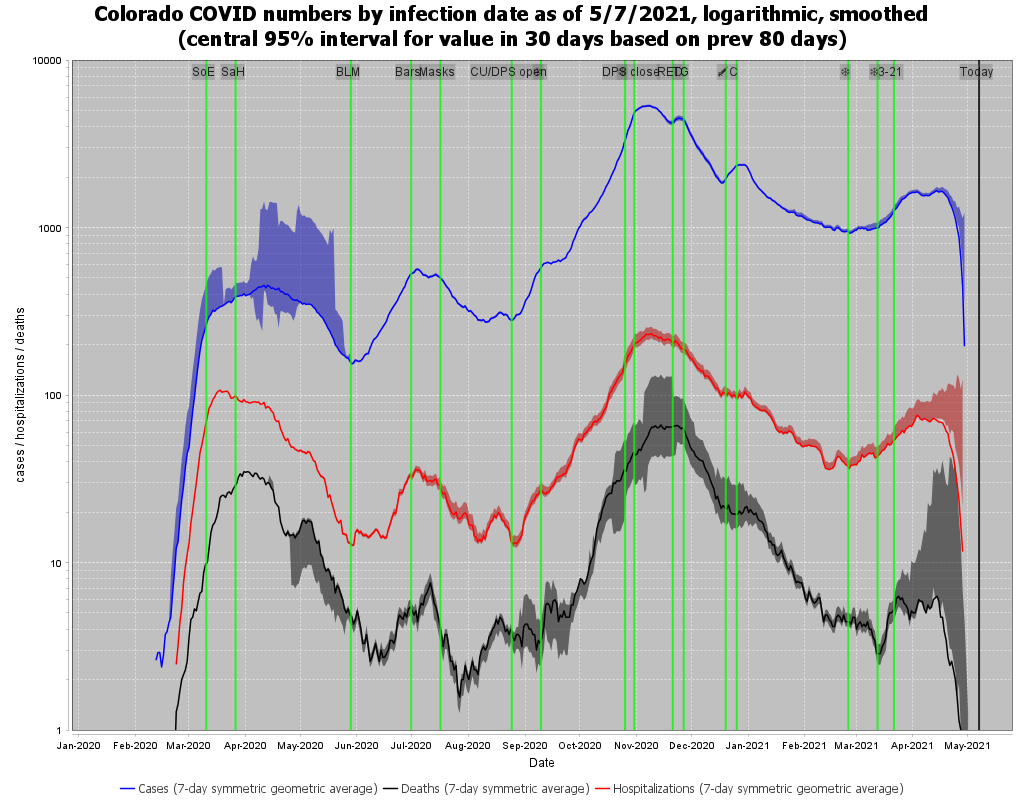 Colorado COVID numbers by infection date as of 5/7/2021, logarithmic, smoothed
(central 95% interval for value in 30 days based on prev 80 days)
10000
SoE SaH BLM Bars Masks CU/DPS open DPS close RETG C 3-21 Today
1000
100
10
1
cases / hospitalizations / deaths
Jan-2020 Feb-2020 Mar-2020 Apr-2020 May-2020 Jun-2020 Jul-2020 Aug-2020 Sep-2020 Oct-2020 Nov-2020 Dec-2020 Jan-2021 Feb-2021 Mar-2021 Apr-2021 May-2021
Date
Cases (7-day symmetric geometric average) Deaths (7-day symmetric geometric average) Hospitalizations (7-day symmetric geometric average)